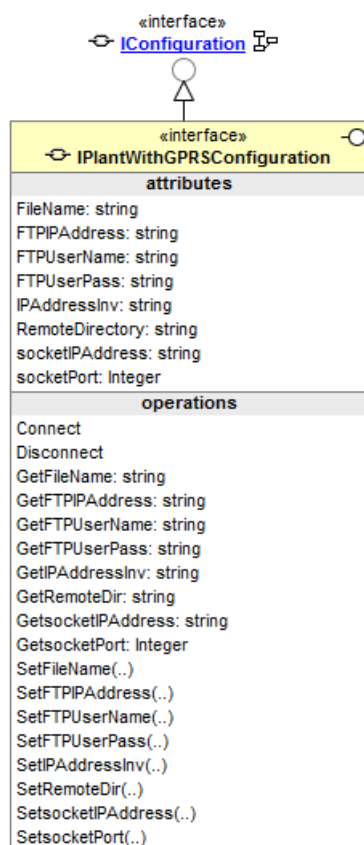 «interface»
IConfiguration
«interface»
IPlantWithGPRSConfiguration
attributes
FileName: string
FTPIPAddress: string
FTPUserName: string
FTPUserPass: string
IPAddressInv: string
RemoteDirectory: string
socketIPAddress: string
socketPort: Integer
operations
Connect
Disconnect
GetFileName: string
GetFTPIPAddress: string
GetFTPUserName: string
GetFTPUserPass: string
GetIPAddressInv: string
GetRemoteDir: string
GetsocketIPAddress: string
GetsocketPort: Integer
SetFileName(..)
SetFTPIPAddress(..)
SetFTPUserName(..)
SetFTPUserPass(..)
SetIPAddressInv(..)
SetRemoteDir(..)
SetsocketIPAddress(..)
SetsocketPort(..)